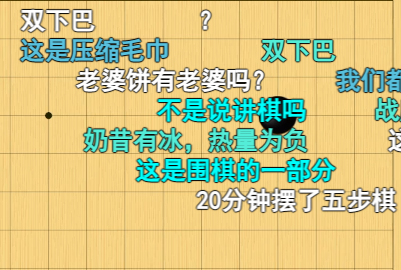 双下巴 ?
这是压缩毛巾 双下巴
老婆饼有老婆吗? 我们都
不是说讲棋吗 战
奶昔有冰，热量为负 这
这是围棋的一部分
20分钟摆了五步棋